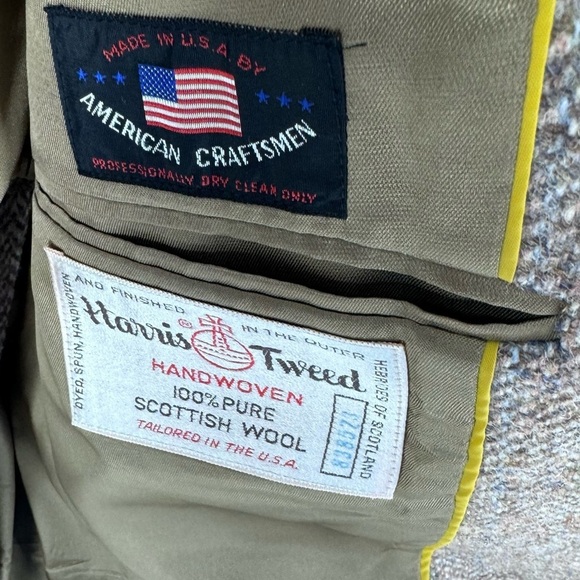 MADE IN U.S.A. BY
AMERICAN CRAFTSMEN
PROFESSIONALLY DRY CLEAN ONLY
DYED, SPUN, HANDWOVEN
AND FINISHED IN THE OUTER
HEBRIDES OF SCOTLAND
Harris ® Tweed
HANDWOVEN
100% PURE
SCOTTISH WOOL
TAILORED IN THE U.S.A.